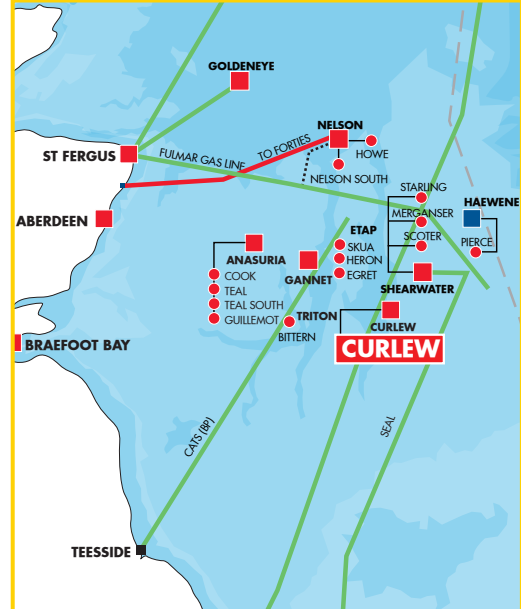 GOLDENEYE
NELSON
ST FERGUS
FULMAR GAS LINE
TO FORTIES
HOWE
NELSON SOUTH
STARLING
HAEWENE
MERGANSER
ABERDEEN
ETAP
SCOTER
PIERCE
SKUA
ANASURIA
HERON
COOK
GANNET
EGRET
SHEARWATER
TEAL
TEAL SOUTH
GUILLEMOT
TRITON
CURLEW
BITTERN
BRAEFOOT BAY
CURLEW
CATS (BP)
SEAL
TEESSIDE